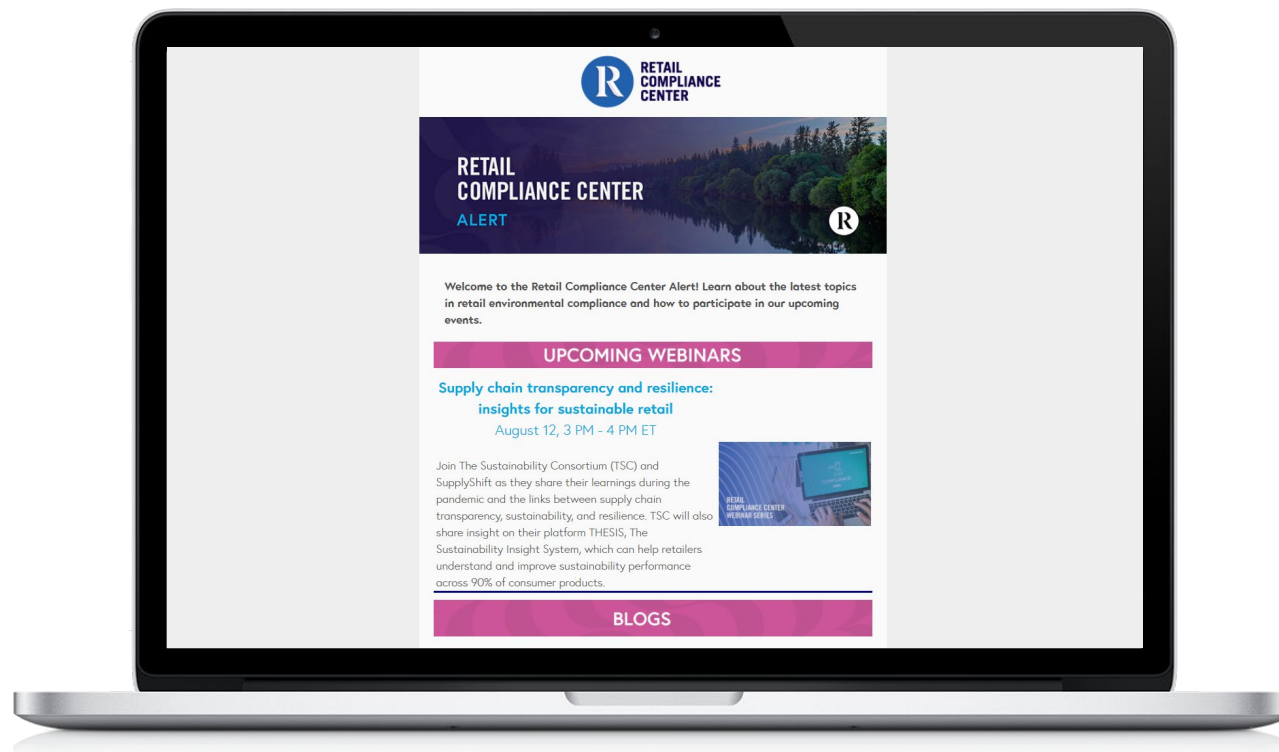 R
RETAIL
COMPLIANCE
CENTER
RETAIL
COMPLIANCE CENTER
ALERT
R
Welcome to the Retail Compliance Center Alert! Learn about the latest topics
in retail environmental compliance and how to participate in our upcoming
events.
UPCOMING WEBINARS
Supply chain transparency and resilience:
insights for sustainable retail
August 12, 3 PM - 4 PM ET
Join The Sustainability Consortium (TSC) and
SupplyShift as they share their learnings during the
pandemic and the links between supply chain
transparency, sustainability, and resilience. TSC will also
share insight on their platform THESIS, The
Sustainability Insight System, which can help retailers
understand and improve sustainability performance
across 90% of consumer products.
RETAIL
COMPLIANCE CENTER
WEBINAR SERIES
COMPLIANCE
BLOGS